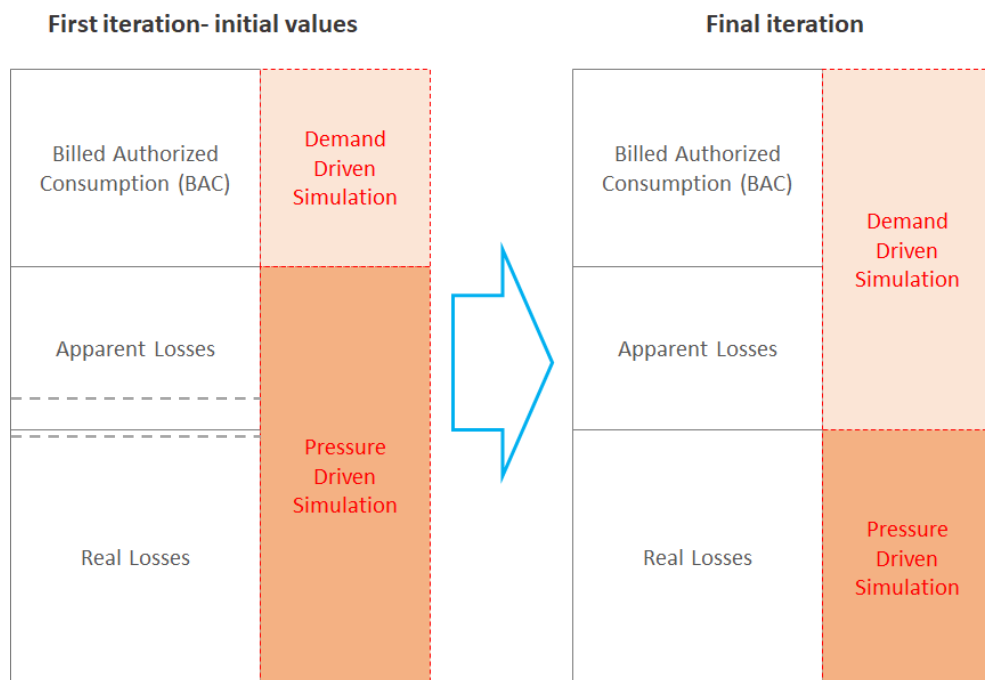 First iteration- initial values
Billed Authorized
Consumption (BAC)
Demand
Driven
Simulation
Apparent Losses
Pressure
Driven
Simulation
Real Losses
Final iteration
Billed Authorized
Consumption (BAC)
Demand
Driven
Simulation
Apparent Losses
Real Losses
Pressure
Driven
Simulation